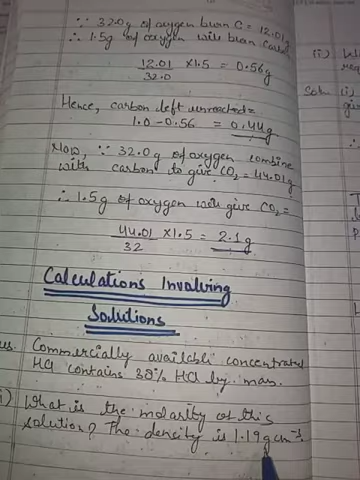 ∵ 32.0g of oxygen burn C = 12.01g
∴ 1.5g of oxygen will bran carbon
12.01/32.0 × 1.5 = 0.56g
Hence, carbon left unreacted =
1.0 - 0.56 = 0.44g
Now, ∵ 32.0g of oxygen combine
with carbon to give CO₂ = 44.01g
∴ 1.5g of oxygen will give CO₂ =
44.01/32 × 1.5 = 2.1g
Calculations Involving
Solutions
us. Commercially available concentrated
HCl contains 38% HCl by mass.
i) What is the molarity of this
solution? The density is 1.19 g cm⁻³
(i)
Soln (i)